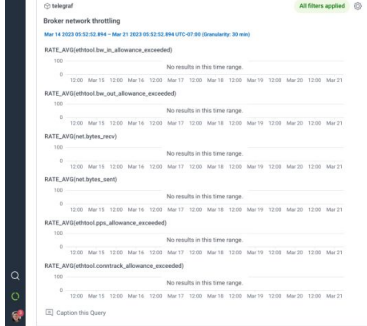 telegraf
All filters applied
Broker network throttling
Mar 14 2023 05:52:52.894 – Mar 21 2023 05:52:52.894 UTC-07:00 (Granularity: 30 min)
RATE_AVG(ethtool.bw_in_allowance_exceeded)
100
No results in this time range.
0
12:00 Mar 15 12:00 Mar 16 12:00 Mar 17 12:00 Mar 18 12:00 Mar 19 12:00 Mar 20 12:00 Mar 21
RATE_AVG(ethtool.bw_out_allowance_exceeded)
100
No results in this time range.
0
12:00 Mar 15 12:00 Mar 16 12:00 Mar 17 12:00 Mar 18 12:00 Mar 19 12:00 Mar 20 12:00 Mar 21
RATE_AVG(net.bytes_recv)
100
No results in this time range.
0
12:00 Mar 15 12:00 Mar 16 12:00 Mar 17 12:00 Mar 18 12:00 Mar 19 12:00 Mar 20 12:00 Mar 21
RATE_AVG(net.bytes_sent)
100
No results in this time range.
0
12:00 Mar 15 12:00 Mar 16 12:00 Mar 17 12:00 Mar 18 12:00 Mar 19 12:00 Mar 20 12:00 Mar 21
RATE_AVG(ethtool.pps_allowance_exceeded)
100
No results in this time range.
0
12:00 Mar 15 12:00 Mar 16 12:00 Mar 17 12:00 Mar 18 12:00 Mar 19 12:00 Mar 20 12:00 Mar 21
RATE_AVG(ethtool.conntrack_allowance_exceeded)
100
No results in this time range.
0
12:00 Mar 15 12:00 Mar 16 12:00 Mar 17 12:00 Mar 18 12:00 Mar 19 12:00 Mar 20 12:00 Mar 21
Caption this Query